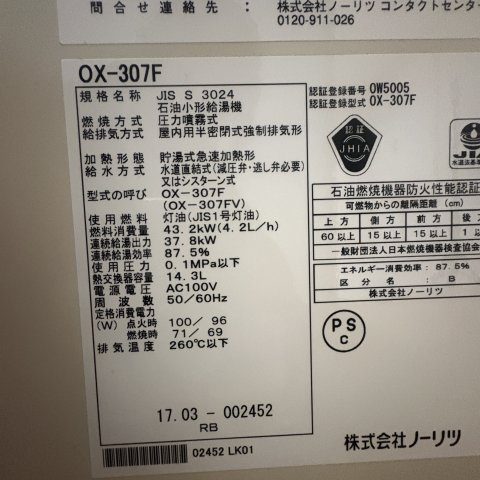 問合せ連絡先：
株式会社ノーリツ コンタクトセンター
0120-911-026
OX-307F
規格名称 JIS S 3024
石油小形給湯機
燃焼方式 圧力噴霧式
給排気方式 屋内用半密閉式強制排気形
加熱形態 貯湯式急速加熱形
給水方式 水道直結式(減圧弁・逃し弁必要)
又はシスターン式
型式の呼び OX-307F
(OX-307FV)
使用燃料 灯油(JIS1号灯油)
燃料消費量 43.2kW(4.2L/h)
連続給湯出力 37.8kW
連続給湯効率 87.5%
使用圧力 0.1MPa以下
熱交換器容量 14.3L
電源電圧 AC100V
周波数 50/60Hz
定格消費電力
(W) 点火時 100/ 96
燃焼時 71/ 69
排気温度 260℃以下
17.03-002452
RB
02452 LK01
認証登録番号 OW5005
認証登録型式 OX-307F
認証
JHIA
JIA
石油燃焼機器防火性能認証
可燃物からの離隔距離 (cm)
上方 側方 前方 後
60以上 15以上 15以上
一般財団法人日本燃焼機器検査協会
エネルギー消費効率： 87.5%
区分名： B
株式会社ノーリツ
PS
C
株式会社ノーリツ